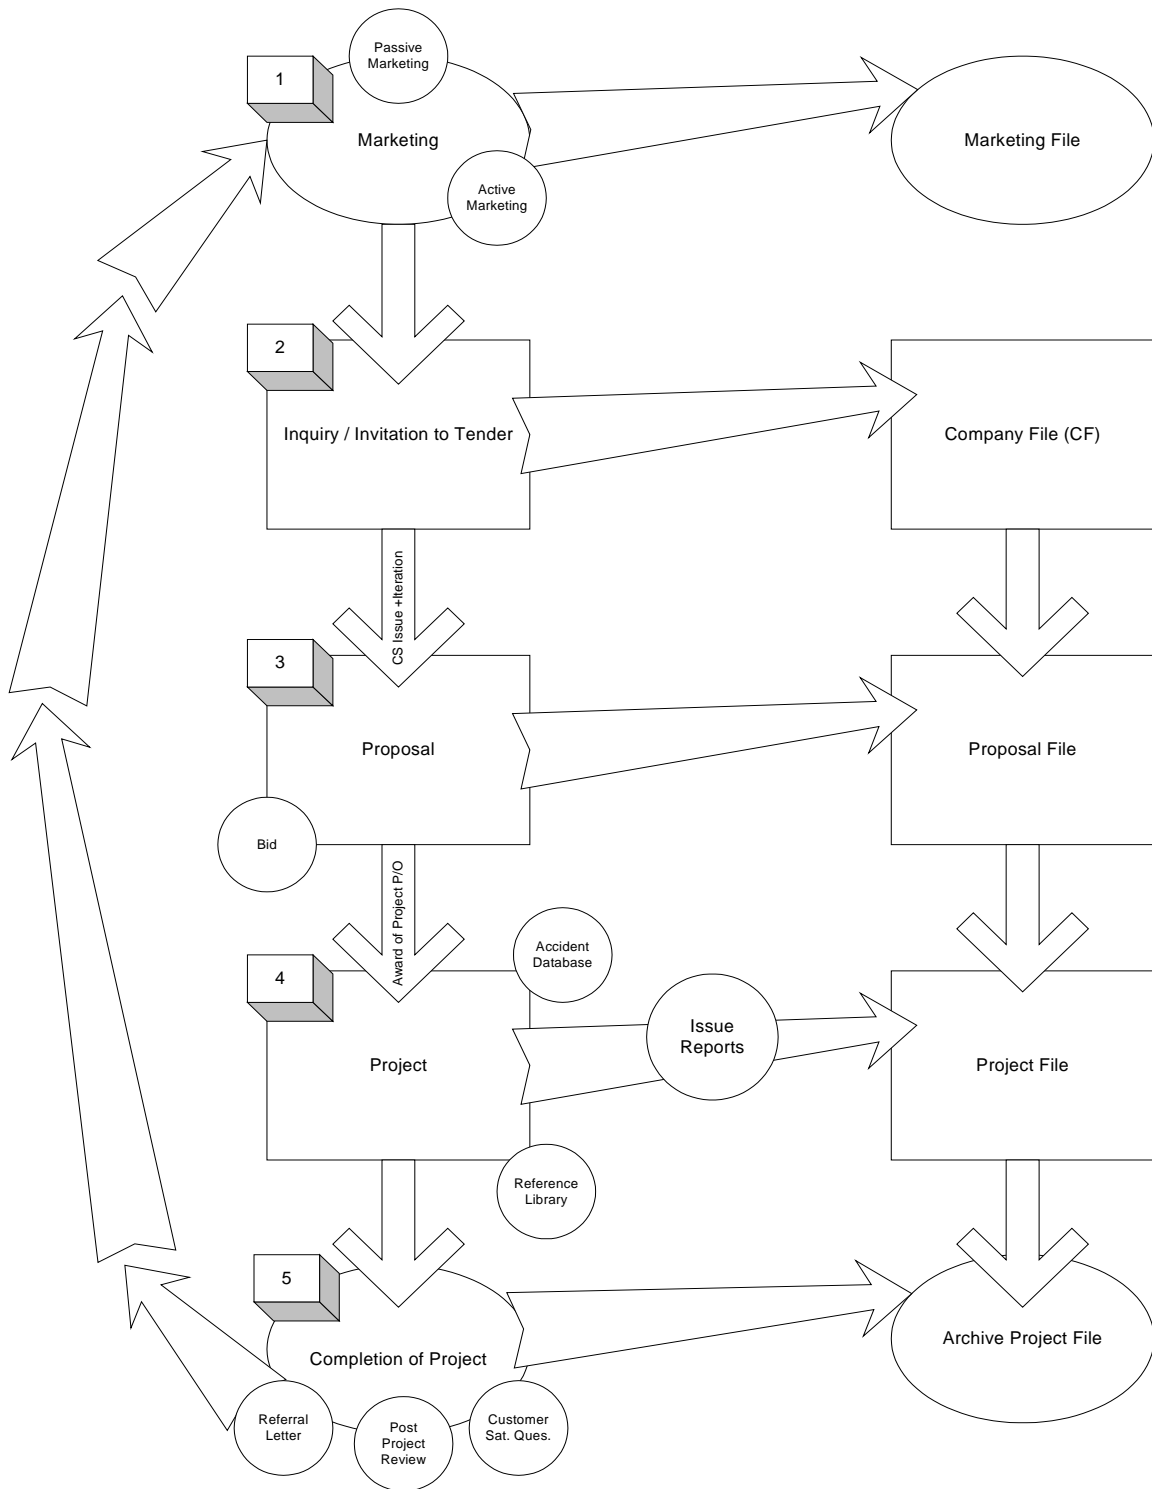 Passive
Marketing
1
Marketing
Marketing File
Active
Marketing
2
Inquiry / Invitation to Tender
Company File (CF)
CS Issue +Iteration
3
Proposal
Proposal File
Bid
Award of Project P/O
Accident
Database
4
Issue
Reports
Project
Project File
Reference
Library
5
Completion of Project
Archive Project File
Referral
Letter
Post
Project
Review
Customer
Sat. Ques.